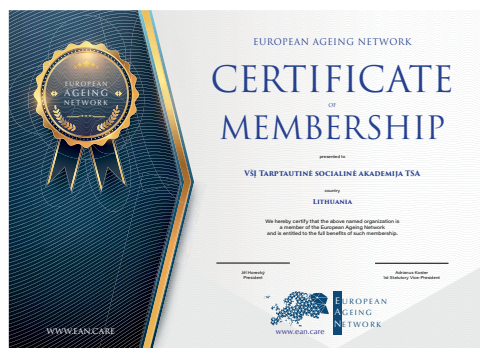 EUROPEAN
AGEING
NETWORK
WWW.EAN.CARE
EUROPEAN AGEING NETWORK
CERTIFICATE
OF
MEMBERSHIP
presented to
VŠĮ TARPTAUTINĖ SOCIALINĖ AKADEMIJA TSA
country
LITHUANIA
We hereby certify that the above named organization is
a member of the European Ageing Network
and is entitled to the full benefits of such membership.
Jiří Horecký
President
Adrianus Koster
1st Statutory Vice-President
www.ean.care
EUROPEAN
AGEING
NETWORK